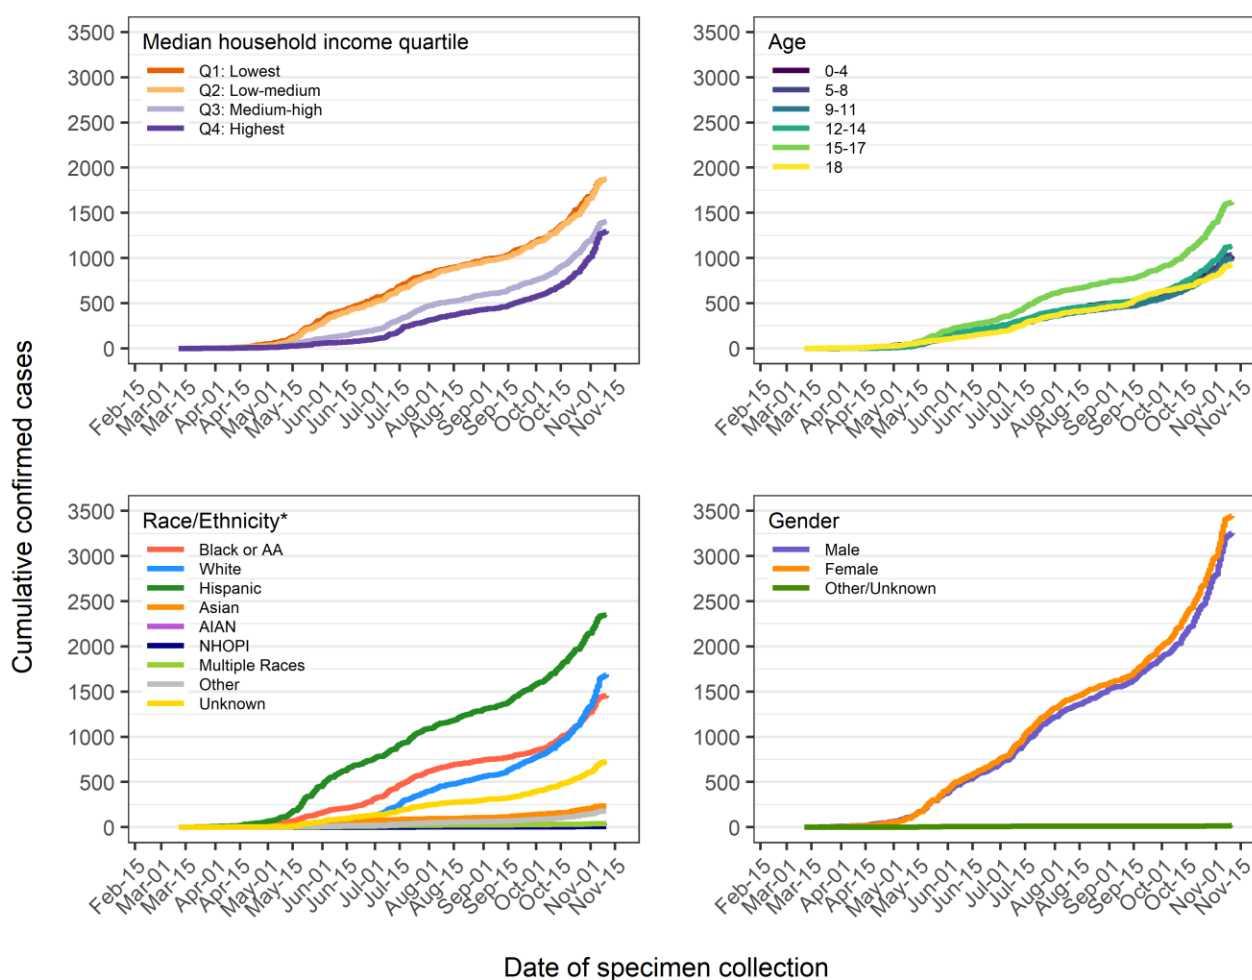 Cumulative confirmed cases
Median household income quartile
Q1: Lowest
Q2: Low-medium
Q3: Medium-high
Q4: Highest
3500
3000
2500
2000
1500
1000
500
0
Feb-15
Mar-01
Mar-15
Apr-01
Apr-15
May-01
May-15
Jun-01
Jun-15
Jul-01
Jul-15
Aug-01
Aug-15
Sep-01
Sep-15
Oct-01
Oct-15
Nov-01
Nov-15
Age
0-4
5-8
9-11
12-14
15-17
18
3500
3000
2500
2000
1500
1000
500
0
Feb-15
Mar-01
Mar-15
Apr-01
Apr-15
May-01
May-15
Jun-01
Jun-15
Jul-01
Jul-15
Aug-01
Aug-15
Sep-01
Sep-15
Oct-01
Oct-15
Nov-01
Nov-15
Race/Ethnicity*
Black or AA
White
Hispanic
Asian
AIAN
NHOPI
Multiple Races
Other
Unknown
3500
3000
2500
2000
1500
1000
500
0
Feb-15
Mar-01
Mar-15
Apr-01
Apr-15
May-01
May-15
Jun-01
Jun-15
Jul-01
Jul-15
Aug-01
Aug-15
Sep-01
Sep-15
Oct-01
Oct-15
Nov-01
Nov-15
Gender
Male
Female
Other/Unknown
3500
3000
2500
2000
1500
1000
500
0
Feb-15
Mar-01
Mar-15
Apr-01
Apr-15
May-01
May-15
Jun-01
Jun-15
Jul-01
Jul-15
Aug-01
Aug-15
Sep-01
Sep-15
Oct-01
Oct-15
Nov-01
Nov-15
Date of specimen collection